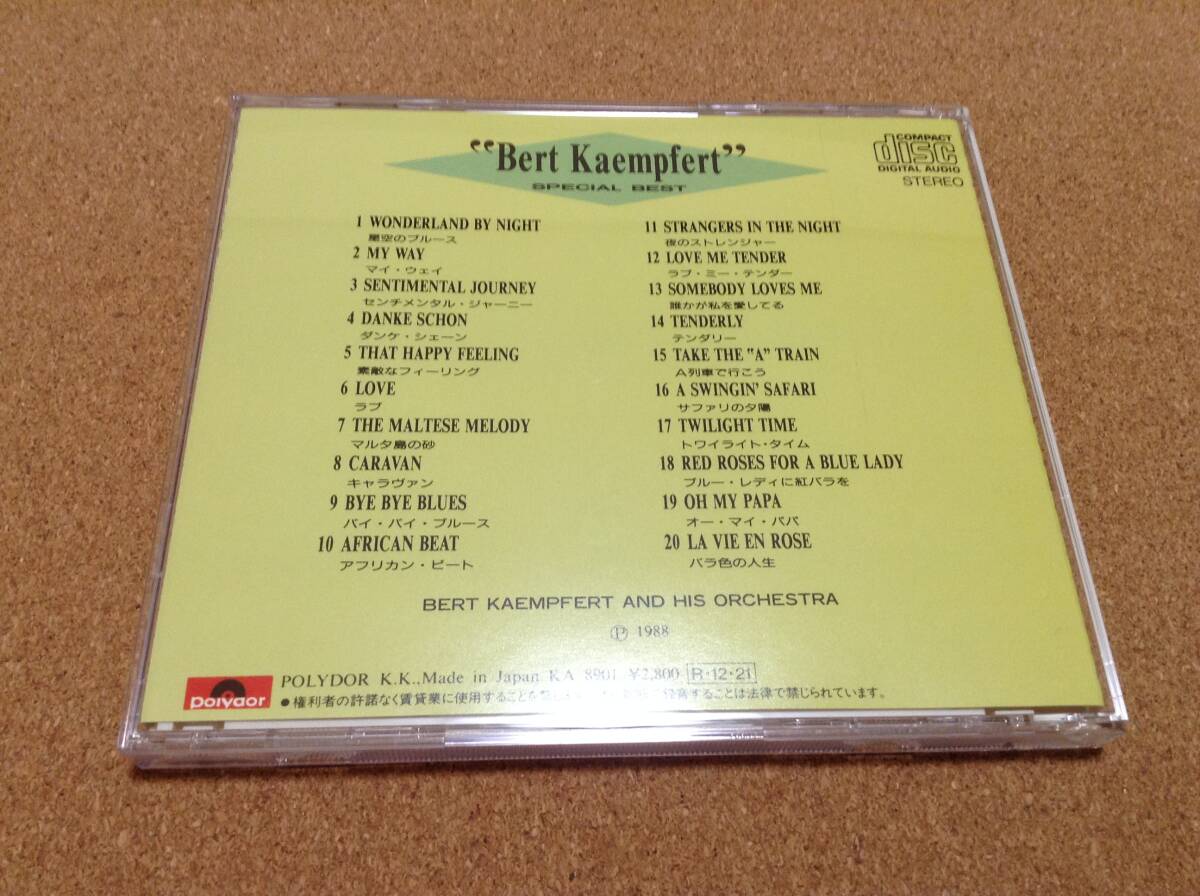 "Bert Kaempfert"
SPECIAL BEST
COMPACT
disc
DIGITAL AUDIO
STEREO
1 WONDERLAND BY NIGHT
星空のブルース
2 MY WAY
マイ・ウェイ
3 SENTIMENTAL JOURNEY
センチメンタル・ジャーニー
4 DANKE SCHON
ダンケ・シェーン
5 THAT HAPPY FEELING
素敵なフィーリング
6 LOVE
ラブ
7 THE MALTESE MELODY
マルタ島の砂
8 CARAVAN
キャラヴァン
9 BYE BYE BLUES
バイ・バイ・ブルース
10 AFRICAN BEAT
アフリカン・ビート
11 STRANGERS IN THE NIGHT
夜のストレンジャー
12 LOVE ME TENDER
ラブ・ミー・テンダー
13 SOMEBODY LOVES ME
誰かが私を愛してる
14 TENDERLY
テンダリー
15 TAKE THE "A" TRAIN
A列車で行こう
16 A SWINGIN' SAFARI
サファリの夕陽
17 TWILIGHT TIME
トワイライト・タイム
18 RED ROSES FOR A BLUE LADY
ブルー・レディに紅バラを
19 OH MY PAPA
オー・マイ・パパ
20 LA VIE EN ROSE
バラ色の人生
BERT KAEMPFERT AND HIS ORCHESTRA
Ⓟ 1988
polydor
POLYDOR K.K.,Made in Japan KA 8901 ¥2,800 R・12・21
●権利者の許諾なく賃貸業に使用することを禁じ 録音することは法律で禁じられています。